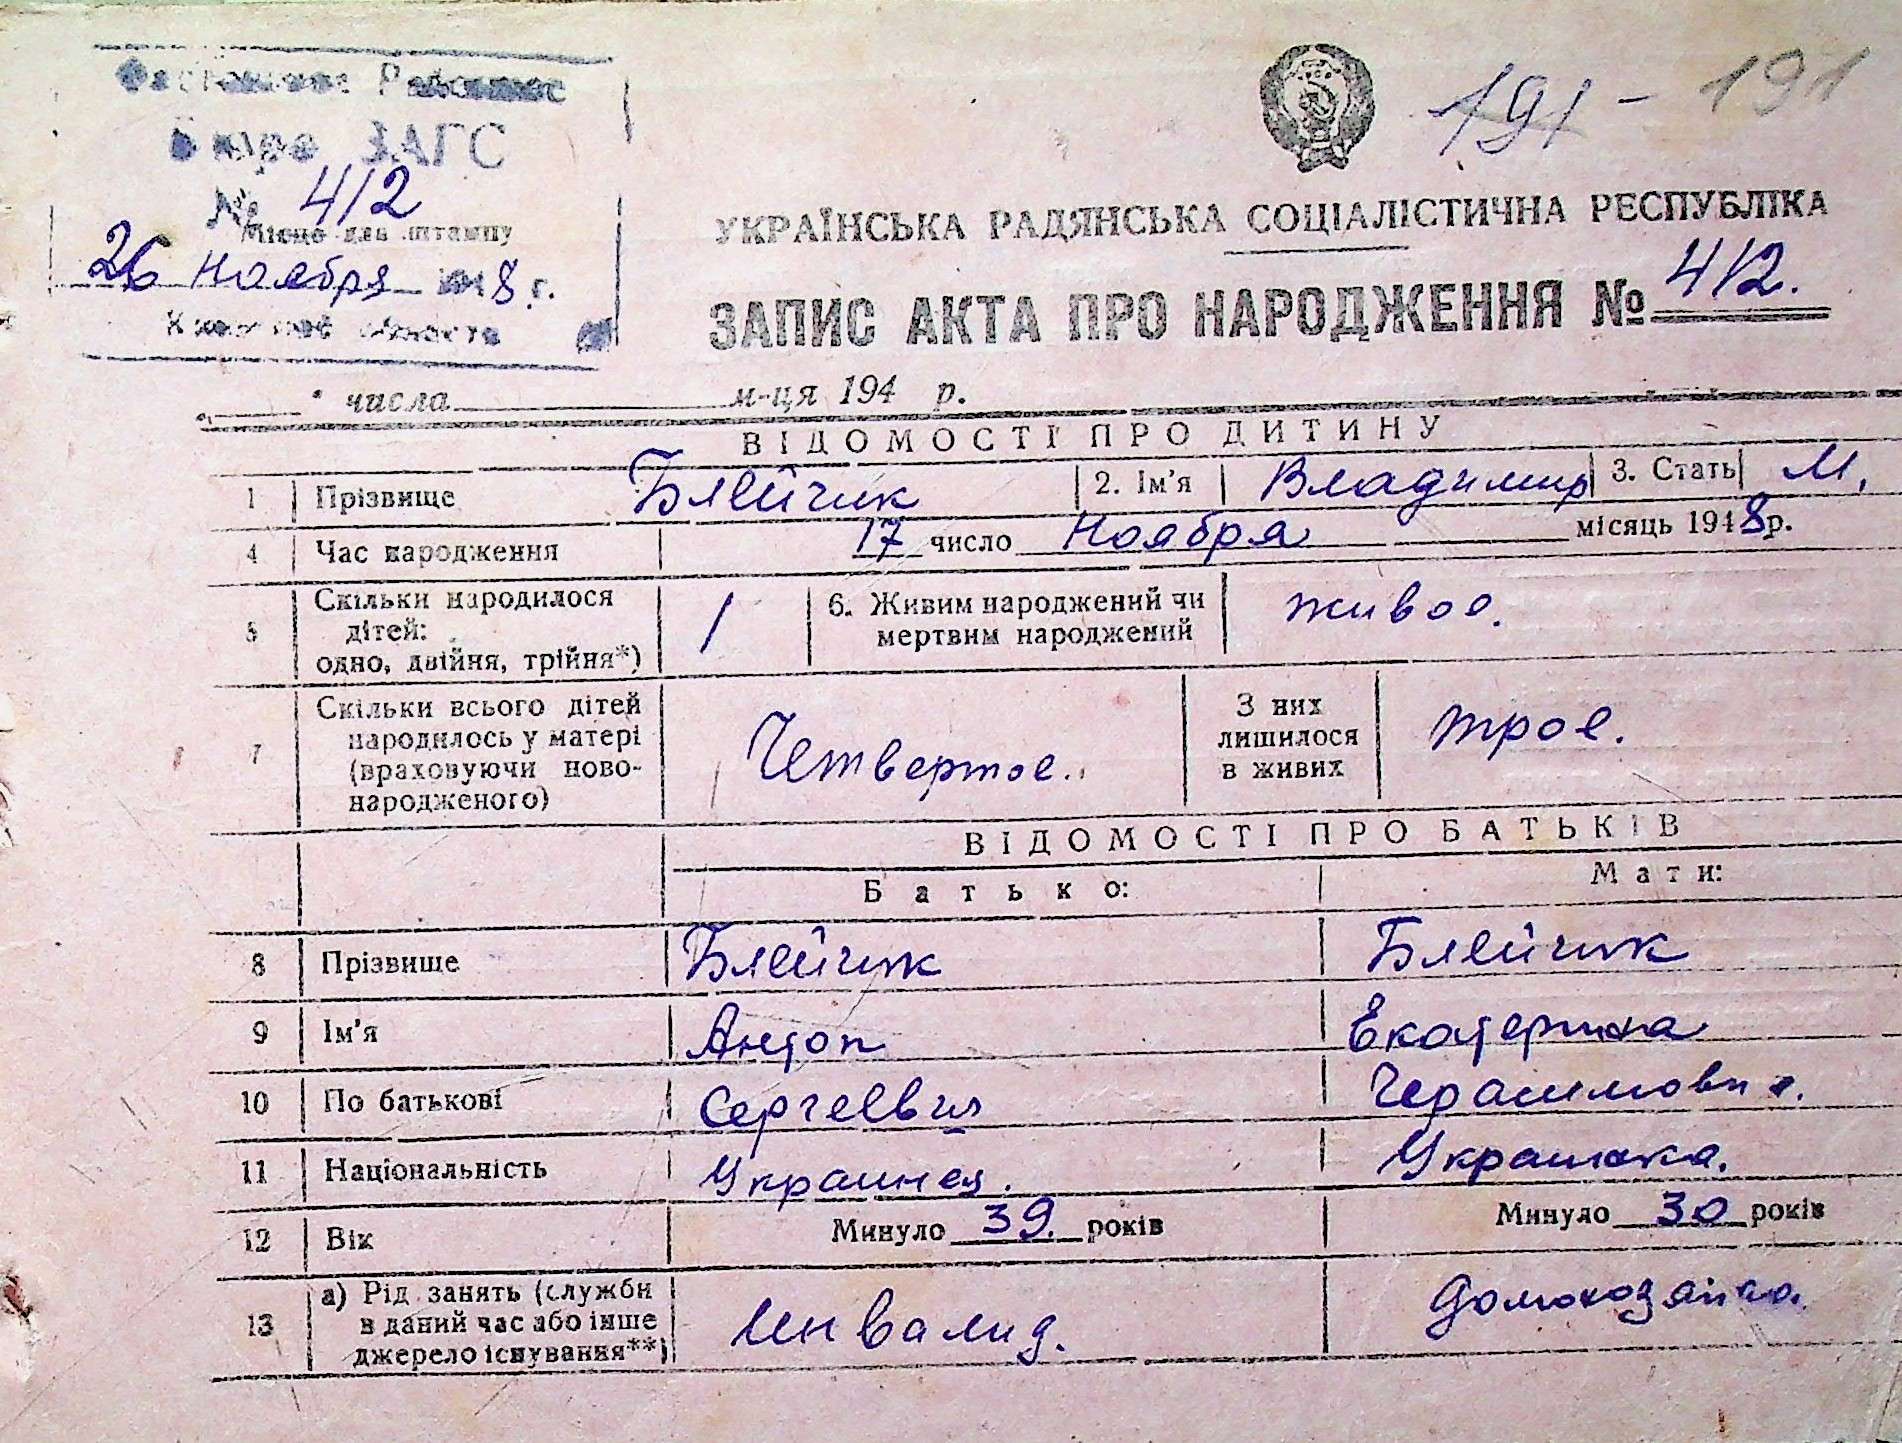 191 - 191
Бюро ЗАГС
№ 412
Місце для штампу
26 Ноября 1948 г.
УКРАЇНСЬКА РАДЯНСЬКА СОЦІАЛІСТИЧНА РЕСПУБЛІКА
ЗАПИС АКТА ПРО НАРОДЖЕННЯ № 412.
" числа м-ця 194 р.
ВІДОМОСТІ ПРО ДИТИНУ
1 Прізвище Блейчик 2. Ім'я Владимир 3. Стать М.
4 Час народження 17 число Ноября місяць 1948 р.
5 Скільки народилося
дітей:
одно, двійня, трійня*) 1
6. Живим народжений чи
мертвим народжений живое.
7 Скільки всього дітей
народилось у матері
(враховуючи ново-
народженого) Четвертое.
З них
лишилося
в живих трое.
ВІДОМОСТІ ПРО БАТЬКІВ
Батько: Мати:
8 Прізвище Блейчик Блейчик
9 Ім'я Антон Екатерина
10 По батькові Сергеевич Герасимовна.
11 Національність Украинец. Украинка.
12 Вік Минуло 39. років Минуло 30 років
13 а) Рід занять (служби
в даний час або інше
джерело існування**) Инвалид. Домохозяйка.